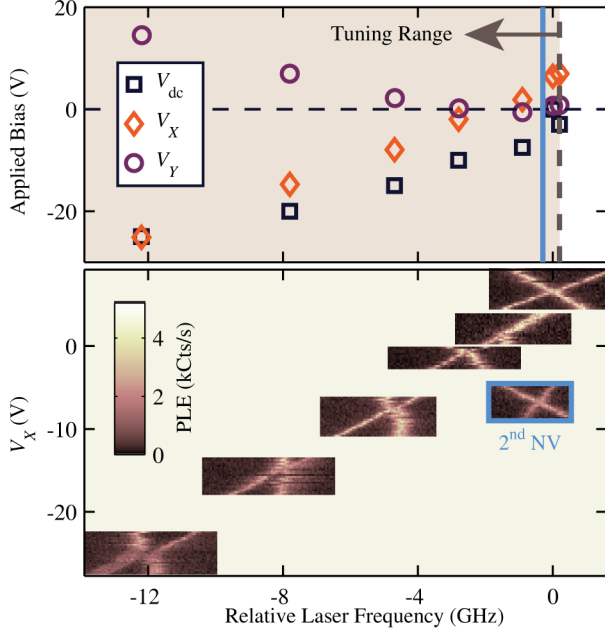 20
0
-20
Applied Bias (V)
Tuning Range
V_dc
V_X
V_Y
0
-10
-20
V_X (V)
4
2
0
PLE (kCts/s)
2nd NV
-12
-8
-4
0
Relative Laser Frequency (GHz)